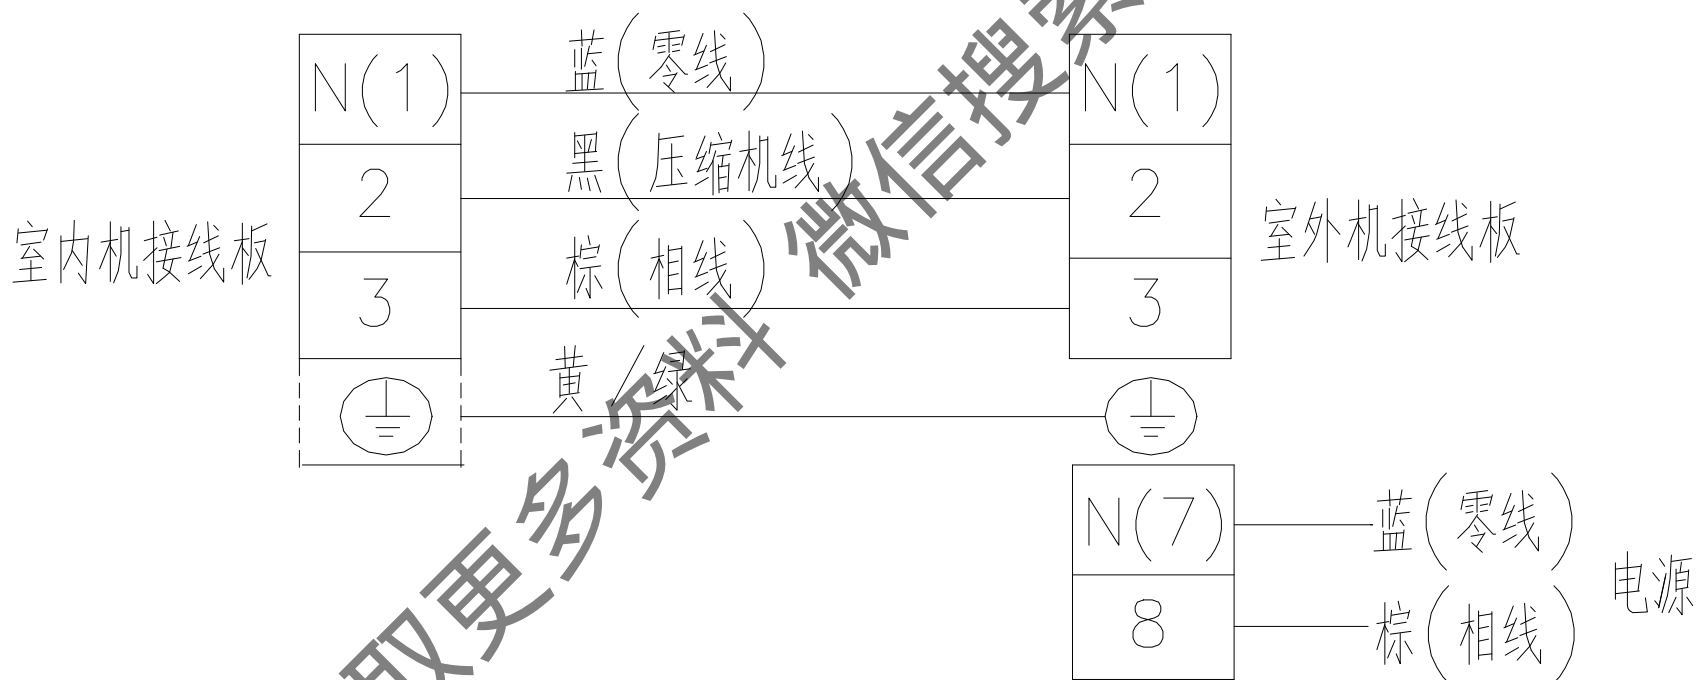 N(1)
蓝(零线)
N(1)
2
黑(压缩机线)
2
室内机接线板
室外机接线板
3
棕(相线)
3
黄/绿
N(7)
蓝(零线)
电源
8
棕(相线)
取更多资料 微信搜索